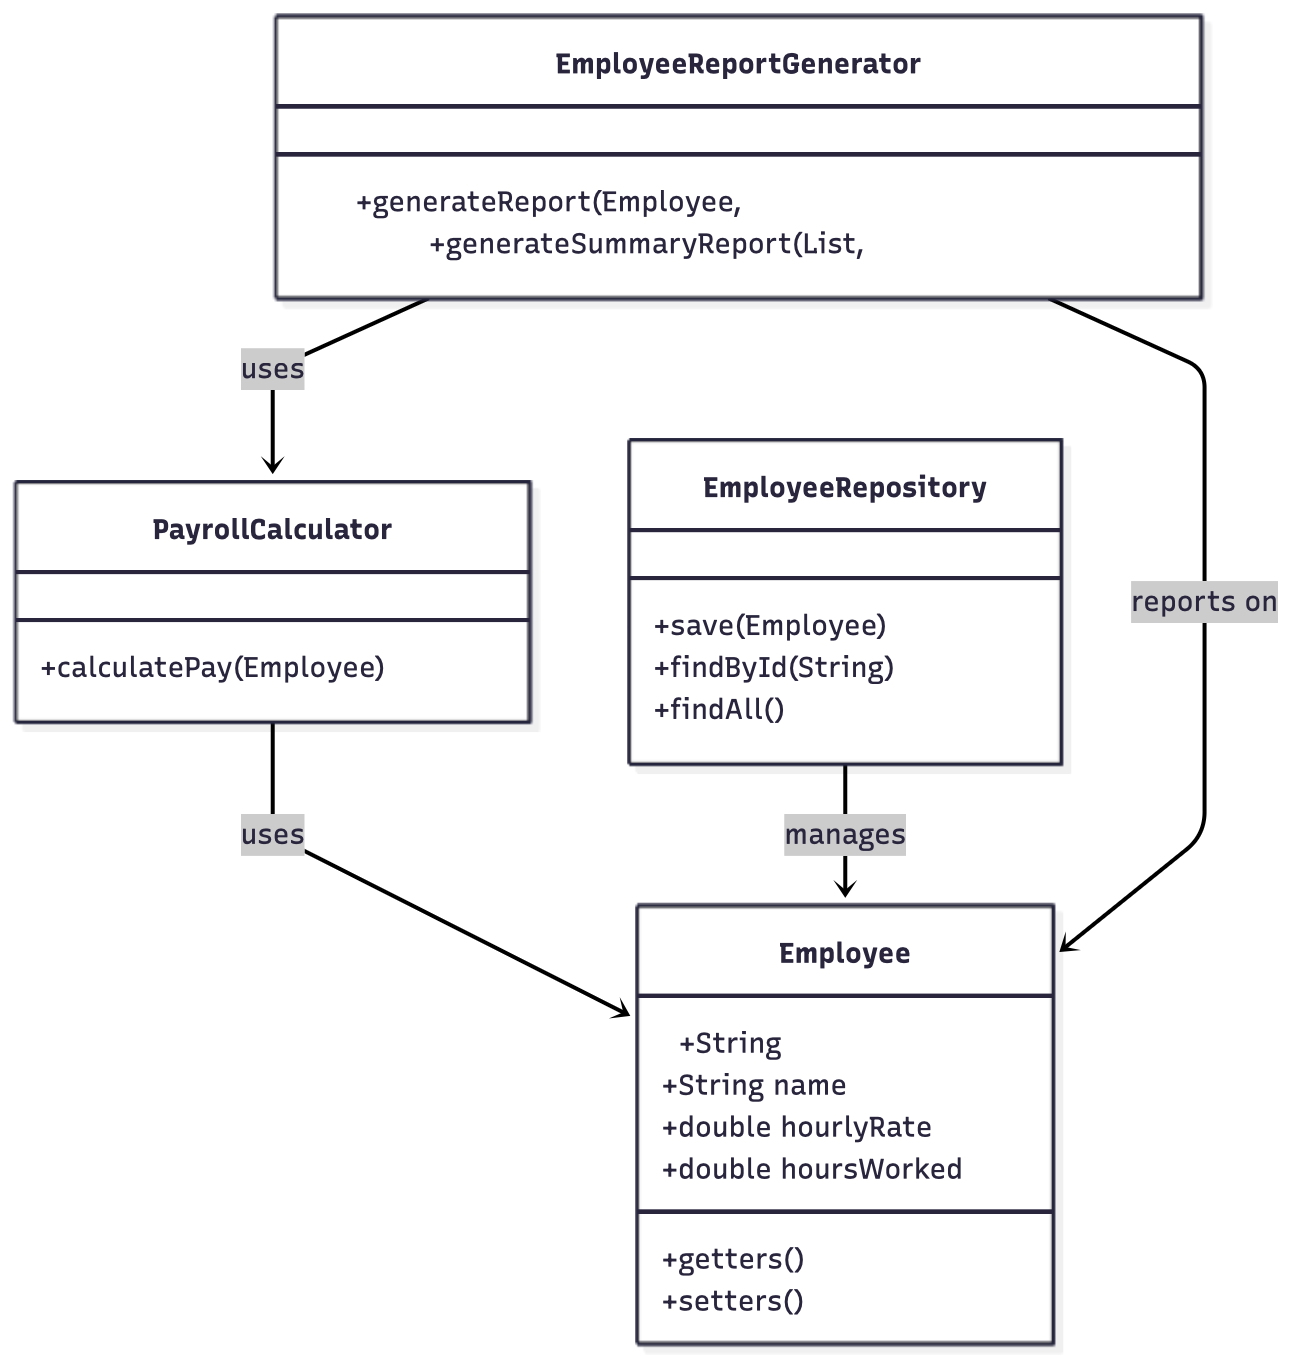 EmployeeReportGenerator
+generateReport(Employee,
+generateSummaryReport(List,
uses
PayrollCalculator
+calculatePay(Employee)
EmployeeRepository
+save(Employee)
+findById(String)
+findAll()
reports on
uses
manages
Employee
+String
+String name
+double hourlyRate
+double hoursWorked
+getters()
+setters()